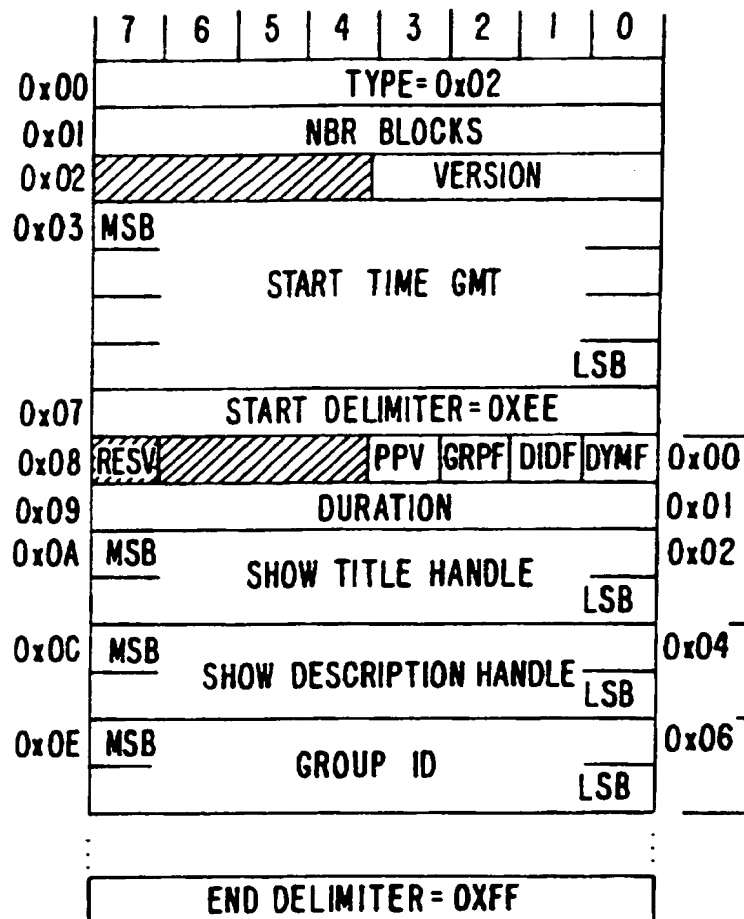 7 6 5 4 3 2 1 0
0x00 TYPE=0x02
0x01 NBR BLOCKS
0x02 VERSION
0x03 MSB
START TIME GMT
LSB
0x07 START DELIMITER=0XEE
0x08 RESV PPV GRPF DIDF DYMF 0x00
0x09 DURATION 0x01
0x0A MSB 0x02
SHOW TITLE HANDLE
LSB
0x0C MSB 0x04
SHOW DESCRIPTION HANDLE
LSB
0x0E MSB 0x06
GROUP ID
LSB
END DELIMITER=0XFF